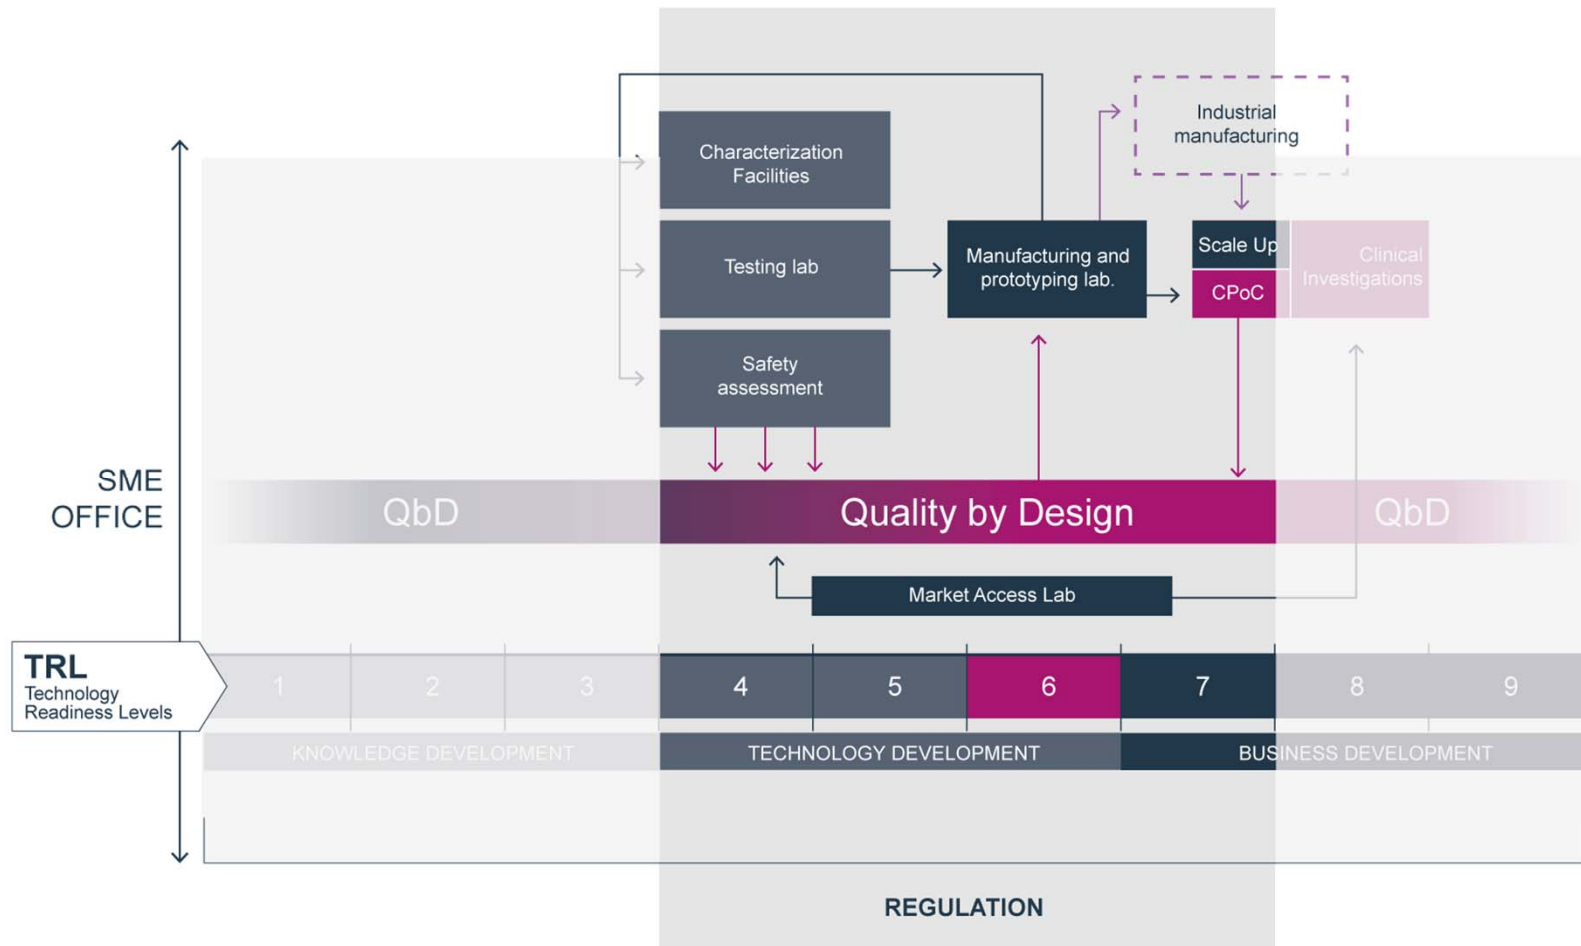 Industrial
manufacturing
Characterization
Facilities
Testing lab
Manufacturing and
prototyping lab.
Scale Up
CPoC
Clinical
Investigations
Safety
assessment
SME
OFFICE
QbD
Quality by Design
QbD
Market Access Lab
TRL
Technology
Readiness Levels
1 2 3 4 5 6 7 8 9
KNOWLEDGE DEVELOPMENT
TECHNOLOGY DEVELOPMENT
BUSINESS DEVELOPMENT
REGULATION